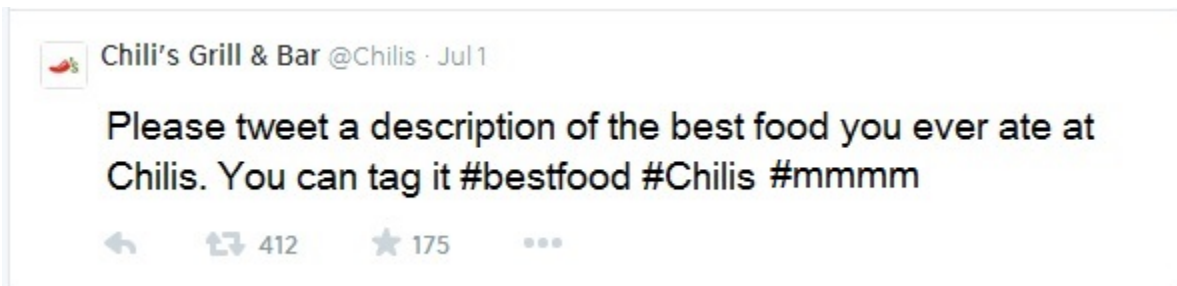 Chili's Grill & Bar @Chilis · Jul 1
Please tweet a description of the best food you ever ate at
Chilis. You can tag it #bestfood #Chilis #mmmm
412 175